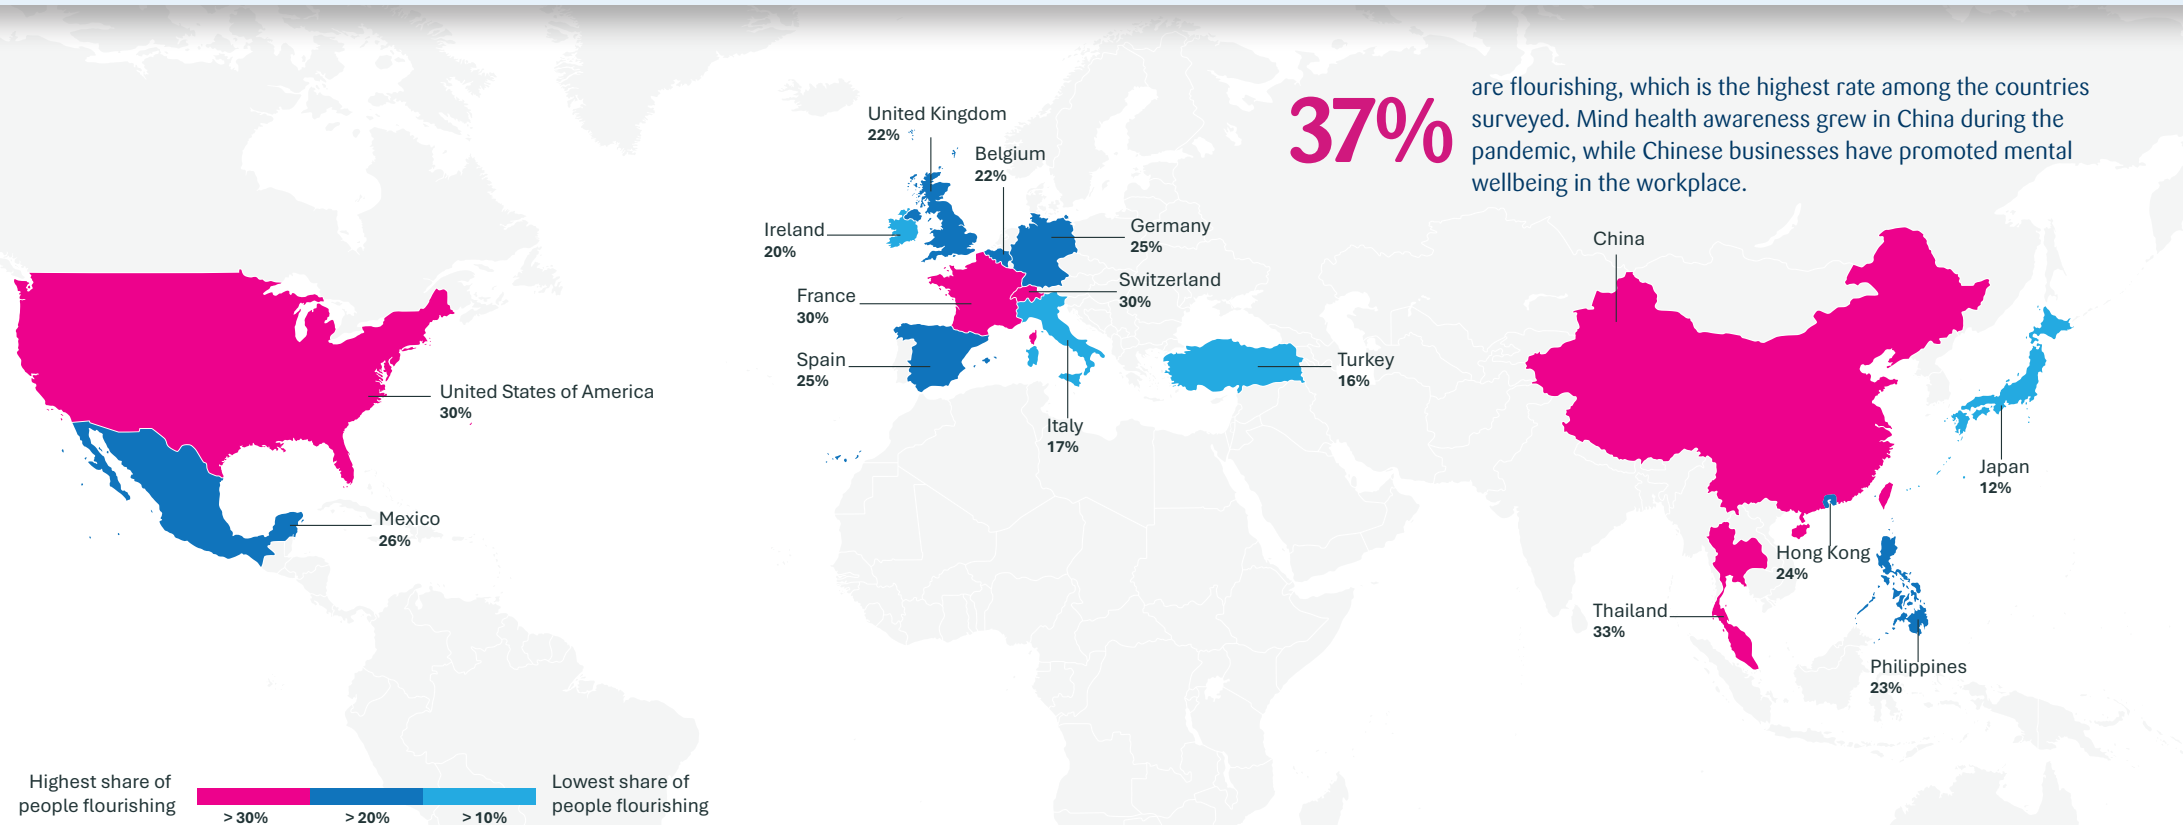 37%
are flourishing, which is the highest rate among the countries
surveyed. Mind health awareness grew in China during the
pandemic, while Chinese businesses have promoted mental
wellbeing in the workplace.
United Kingdom
22%
Belgium
22%
Ireland
20%
Germany
25%
Switzerland
30%
France
30%
Spain
25%
Italy
17%
Turkey
16%
United States of America
30%
Mexico
26%
China
Japan
12%
Hong Kong
24%
Thailand
33%
Philippines
23%
Highest share of
people flourishing
> 30%
> 20%
> 10%
Lowest share of
people flourishing